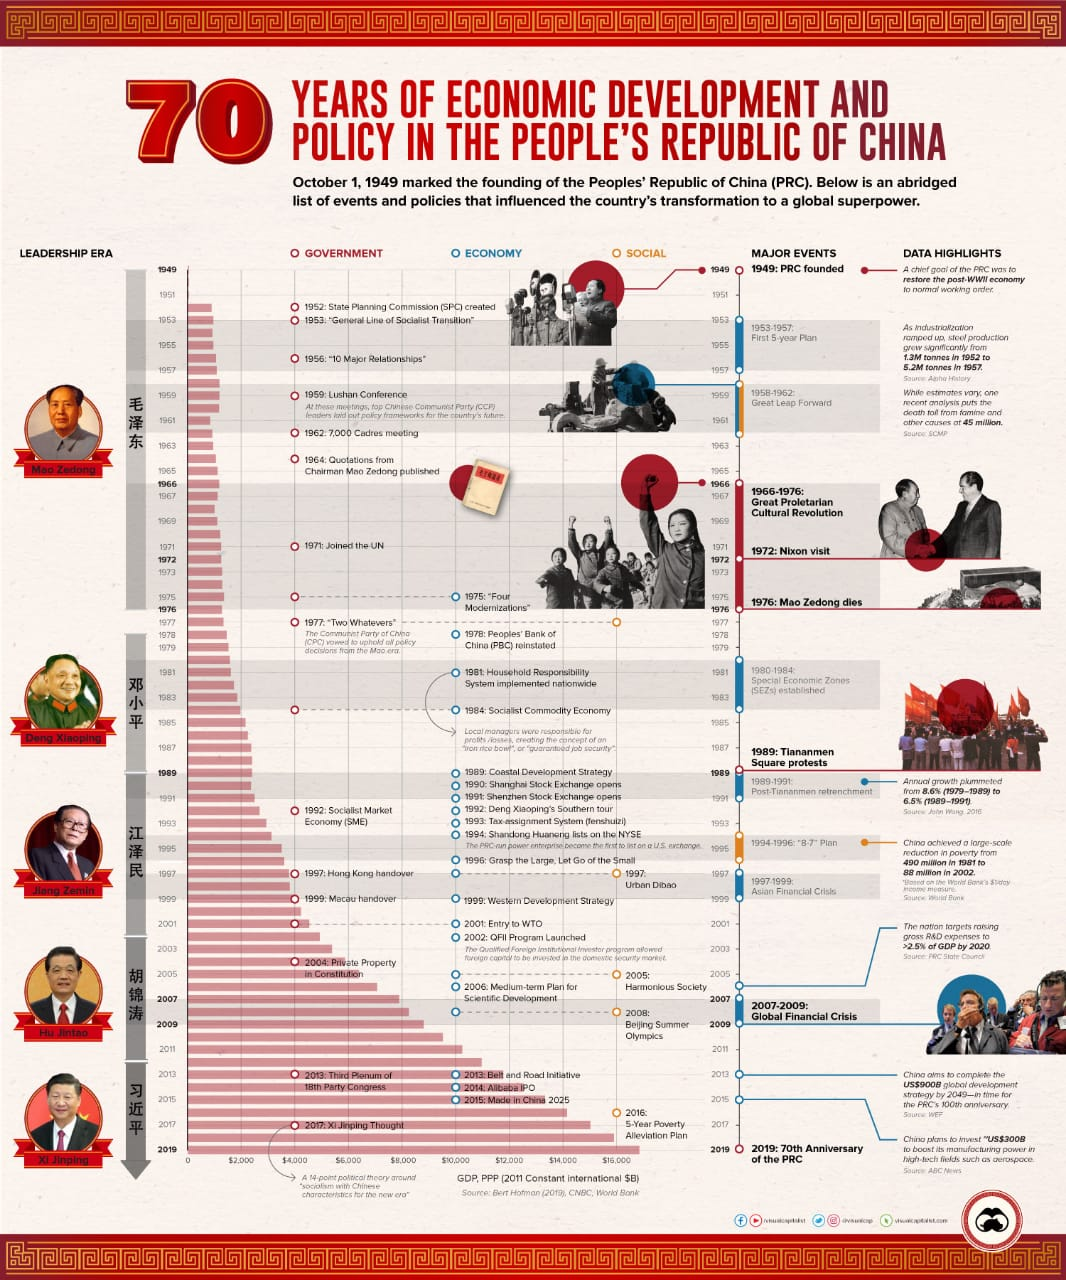 70
YEARS OF ECONOMIC DEVELOPMENT AND
POLICY IN THE PEOPLE'S REPUBLIC OF CHINA
October 1, 1949 marked the founding of the Peoples' Republic of China (PRC). Below is an abridged
list of events and policies that influenced the country's transformation to a global superpower.
LEADERSHIP ERA
Mao Zedong
毛泽东
Deng Xiaoping
邓小平
Jiang Zemin
江泽民
Hu Jintao
胡锦涛
Xi Jinping
习近平
1949
1951
1953
1955
1957
1959
1961
1963
1965
1966
1967
1969
1971
1972
1973
1975
1976
1977
1978
1979
1981
1983
1985
1987
1989
1991
1993
1995
1997
1999
2001
2003
2005
2007
2009
2011
2013
2015
2017
2019
GOVERNMENT
ECONOMY
SOCIAL
1952: State Planning Commission (SPC) created
1953: "General Line of Socialist Transition"
1956: "10 Major Relationships"
1959: Lushan Conference
At these meetings, top Chinese Communist Party (CCP)
leaders laid out policy frameworks for the country's future.
1962: 7,000 Cadres meeting
1964: Quotations from
Chairman Mao Zedong published
1971: Joined the UN
1975: "Four
Modernizations"
1977: "Two Whatevers"
The Communist Party of China
(CPC) vowed to uphold all policy
decisions from the Mao era.
1978: Peoples' Bank of
China (PBC) reinstated
1981: Household Responsibility
System implemented nationwide
1984: Socialist Commodity Economy
Local managers were responsible for
profits /losses, creating the concept of an
"iron rice bowl", or "guaranteed job security".
1989: Coastal Development Strategy
1990: Shanghai Stock Exchange opens
1991: Shenzhen Stock Exchange opens
1992: Socialist Market
Economy (SME)
1992: Deng Xiaoping's Southern tour
1993: Tax-assignment System (fenshuizi)
1994: Shandong Huaneng lists on the NYSE
The PRC-run power enterprise became the first to list on a U.S. exchange.
1996: Grasp the Large, Let Go of the Small
1997: Hong Kong handover
1997:
Urban Dibao
1999: Macau handover
1999: Western Development Strategy
2001: Entry to WTO
2002: QFII Program Launched
The Qualified Foreign Institutional Investor program allowed
foreign capital to be invested in the domestic security market.
2004: Private Property
in Constitution
2005:
Harmonious Society
2006: Medium-term Plan for
Scientific Development
2008:
Beijing Summer
Olympics
2013: Third Plenum of
18th Party Congress
2013: Belt and Road Initiative
2014: Alibaba IPO
2015: Made in China 2025
2016:
5-Year Poverty
Alleviation Plan
2017: Xi Jinping Thought
A 14-point political theory around
"socialism with Chinese
characteristics for the new era"
0 $2,000 $4,000 $6,000 $8,000 $10,000 $12,000 $14,000 $16,000
GDP, PPP (2011 Constant international $B)
Source: Bert Hofman (2019), CNBC, World Bank
MAJOR EVENTS
1949
1951
1953
1955
1957
1959
1961
1963
1965
1966
1967
1969
1971
1972
1973
1975
1976
1977
1978
1979
1981
1983
1985
1987
1989
1991
1993
1995
1997
1999
2001
2003
2005
2007
2009
2011
2013
2015
2017
2019
1949: PRC founded
1953-1957:
First 5-year Plan
1958-1962:
Great Leap Forward
1966-1976:
Great Proletarian
Cultural Revolution
1972: Nixon visit
1976: Mao Zedong dies
1980-1984:
Special Economic Zones
(SEZs) established
1989: Tiananmen
Square protests
1989-1991:
Post-Tiananmen retrenchment
1994-1996: "8-7" Plan
1997-1999:
Asian Financial Crisis
2007-2009:
Global Financial Crisis
2019: 70th Anniversary
of the PRC
DATA HIGHLIGHTS
A chief goal of the PRC was to
restore the post-WWII economy
to normal working order.
As Industrialization
ramped up, steel production
grew significantly from
1.3M tonnes in 1952 to
5.2M tonnes in 1957.
Source: Alpha History
While estimates vary, one
recent analysis puts the
death toll from famine and
other causes at 45 million.
Source: SCMP
Annual growth plummeted
from 8.6% (1979–1989) to
6.5% (1989–1991).
Source: John Wong, 2016
China achieved a large-scale
reduction in poverty from
490 million in 1981 to
88 million in 2002.
*Based on the World Bank's $1/day
income measure.
Source: World Bank
The nation targets raising
gross R&D expenses to
>2.5% of GDP by 2020.
Source: PRC State Council
China aims to complete the
US$900B global development
strategy by 2049—in time for
the PRC's 100th anniversary.
Source: WEF
China plans to invest ~US$300B
to boost its manufacturing power in
high-tech fields such as aerospace.
Source: ABC News
/visualcapitalist
@visualcap
visualcapitalist.com